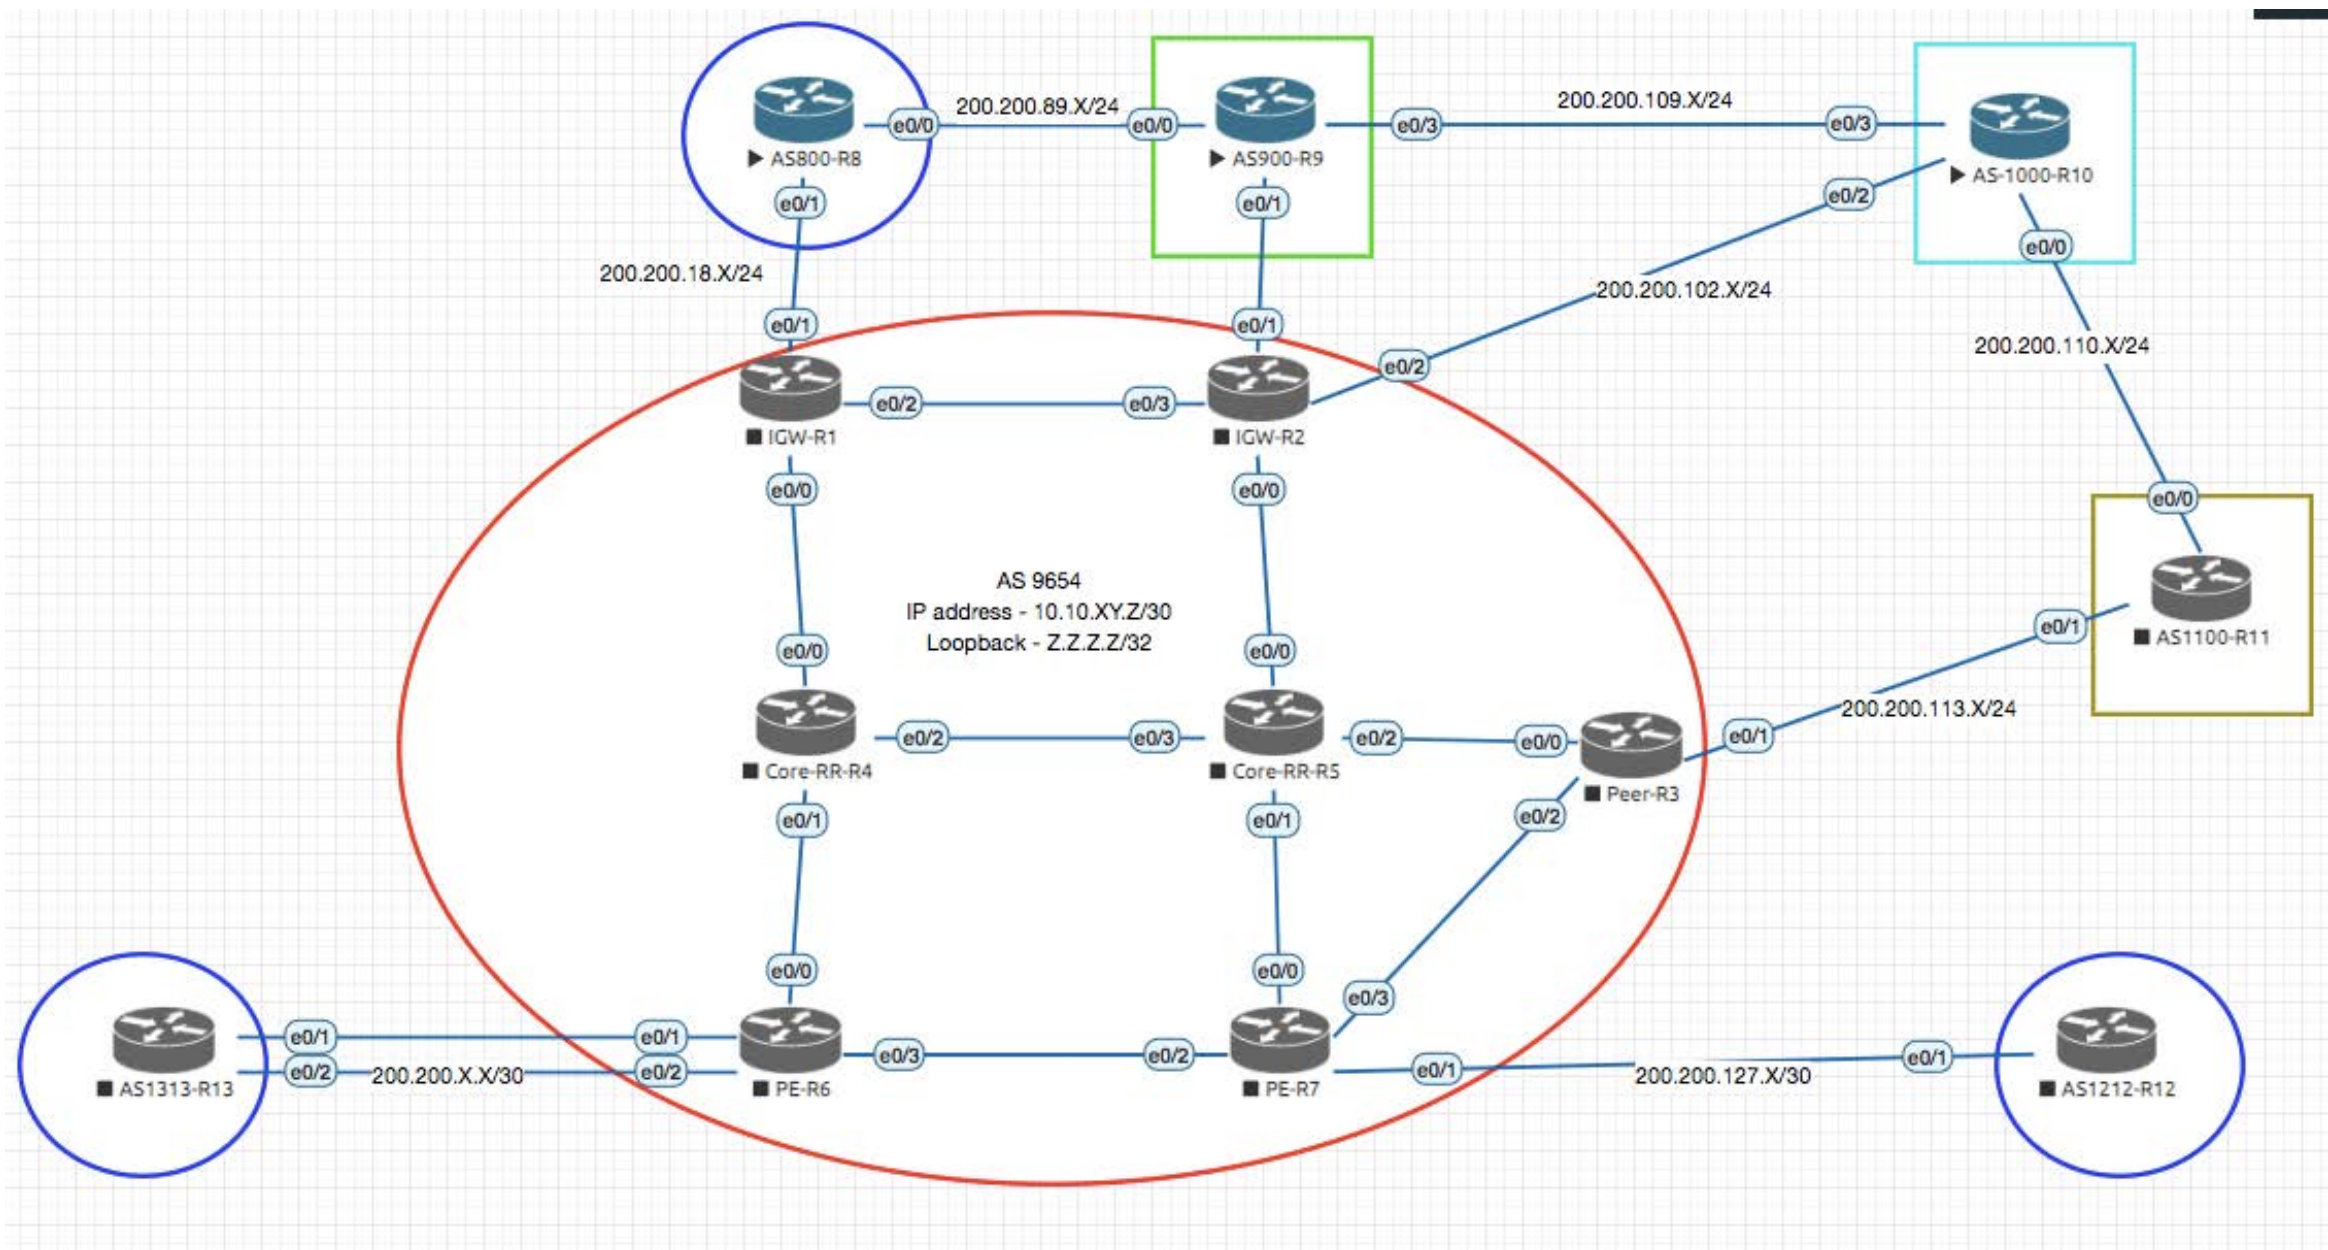 200.200.89.X/24
200.200.109.X/24
e0/0
e0/0
e0/3
e0/3
AS800-R8
AS900-R9
AS-1000-R10
e0/1
e0/1
e0/2
e0/0
200.200.18.X/24
200.200.102.X/24
e0/1
e0/1
200.200.110.X/24
e0/2
e0/2
e0/3
IGW-R1
IGW-R2
e0/0
e0/0
e0/0
AS 9654
IP address - 10.10.XY.Z/30
Loopback - Z.Z.Z.Z/32
e0/1
AS1100-R11
e0/0
e0/0
200.200.113.X/24
e0/2
e0/3
e0/2
e0/0
e0/1
Core-RR-R4
Core-RR-R5
Peer-R3
e0/1
e0/1
e0/2
e0/0
e0/0
e0/3
e0/1
e0/1
e0/3
e0/2
e0/1
e0/1
e0/2
200.200.X.X/30
e0/2
200.200.127.X/30
AS1313-R13
PE-R6
PE-R7
AS1212-R12